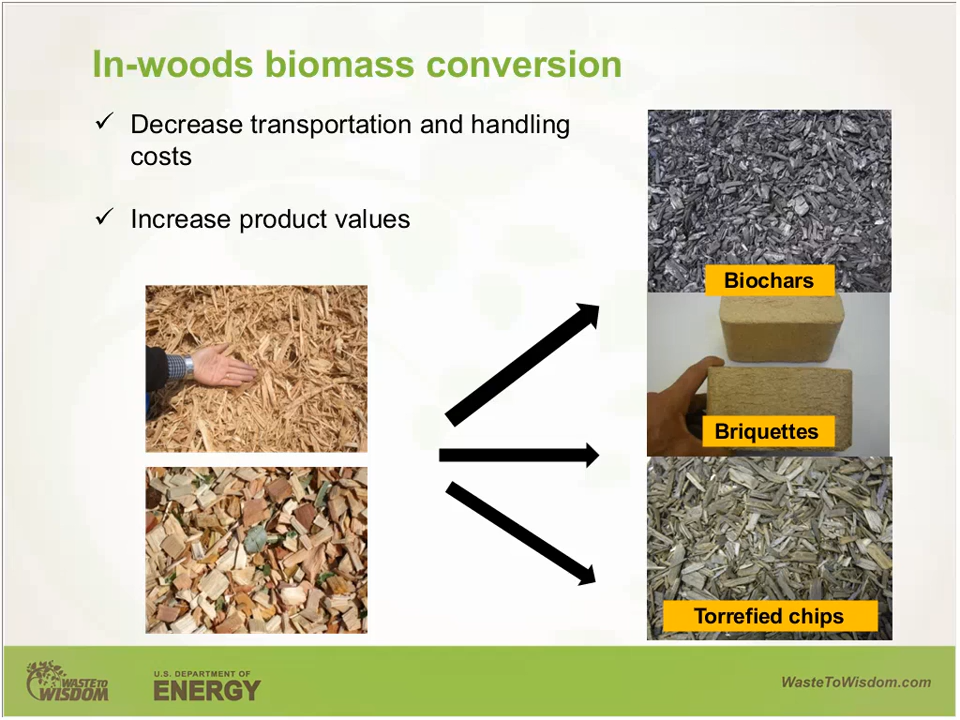 In-woods biomass conversion
✓ Decrease transportation and handling
costs
✓ Increase product values
Biochars
Briquettes
Torrefied chips
WASTE TO
WISDOM
U.S. DEPARTMENT OF
ENERGY
WasteToWisdom.com